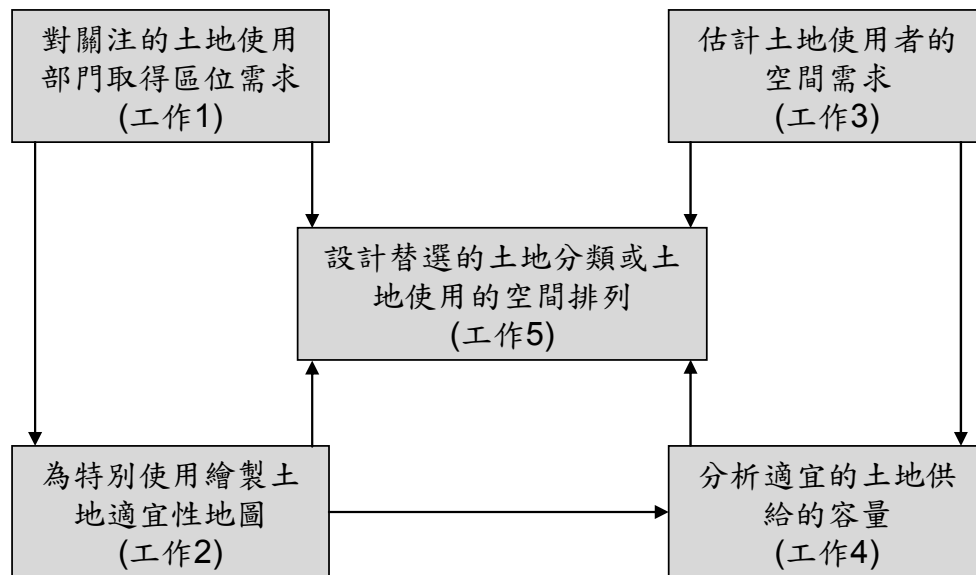 對關注的土地使用
部門取得區位需求
(工作1)
估計土地使用者的
空間需求
(工作3)
設計替選的土地分類或土
地使用的空間排列
(工作5)
為特別使用繪製土
地適宜性地圖
(工作2)
分析適宜的土地供
給的容量
(工作4)